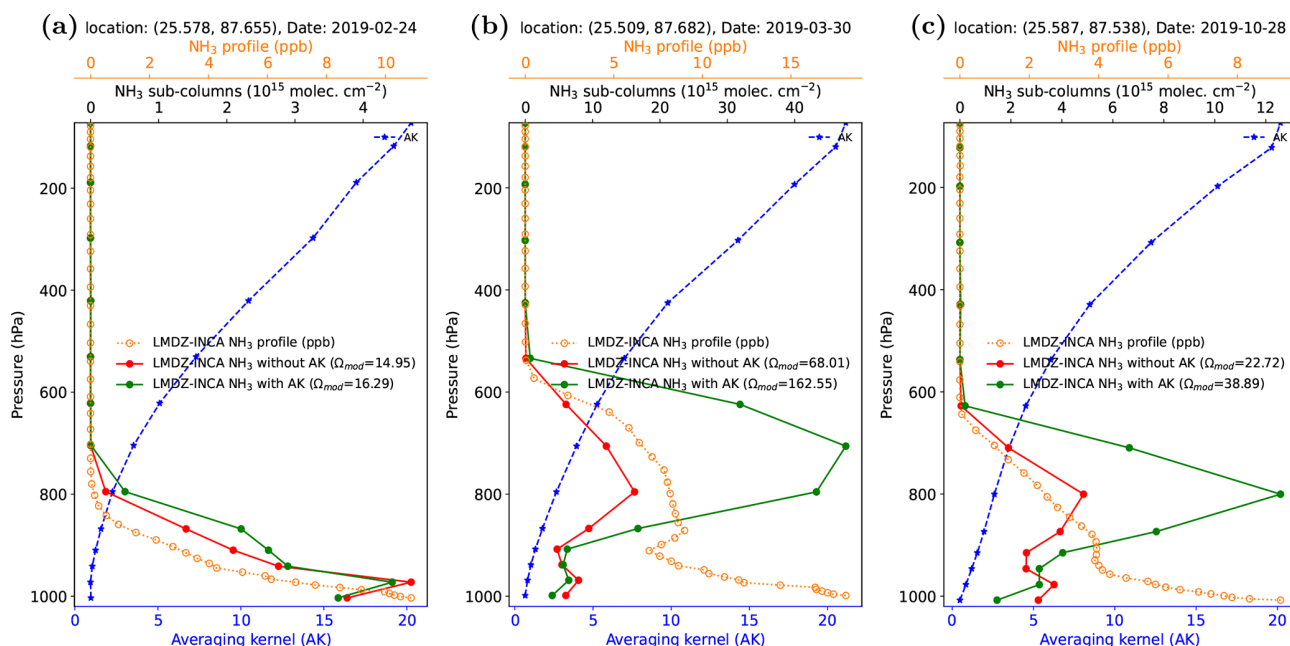 (a) location: (25.578, 87.655), Date: 2019-02-24
NH₃ profile (ppb)
0 2 4 6 8 10
NH₃ sub-columns (10¹⁵ molec. cm⁻²)
0 1 2 3 4
AK
Pressure (hPa)
200
400
600
800
1000
LMDZ-INCA NH₃ profile (ppb)
LMDZ-INCA NH₃ without AK (Ωmod=14.95)
LMDZ-INCA NH₃ with AK (Ωmod=16.29)
0 5 10 15 20
Averaging kernel (AK)
(b) location: (25.509, 87.682), Date: 2019-03-30
NH₃ profile (ppb)
0 4 8 12
NH₃ sub-columns (10¹⁵ molec. cm⁻²)
0 10 20 30 40
AK
Pressure (hPa)
200
400
600
800
1000
LMDZ-INCA NH₃ profile (ppb)
LMDZ-INCA NH₃ without AK (Ωmod=68.01)
LMDZ-INCA NH₃ with AK (Ωmod=162.55)
0 5 10 15 20
Averaging kernel (AK)
(c) location: (25.587, 87.538), Date: 2019-10-28
NH₃ profile (ppb)
0 2 4 6 8
NH₃ sub-columns (10¹⁵ molec. cm⁻²)
0 2 4 6 8 10 12
AK
Pressure (hPa)
200
400
600
800
1000
LMDZ-INCA NH₃ profile (ppb)
LMDZ-INCA NH₃ without AK (Ωmod=22.72)
LMDZ-INCA NH₃ with AK (Ωmod=38.89)
0 5 10 15 20
Averaging kernel (AK)